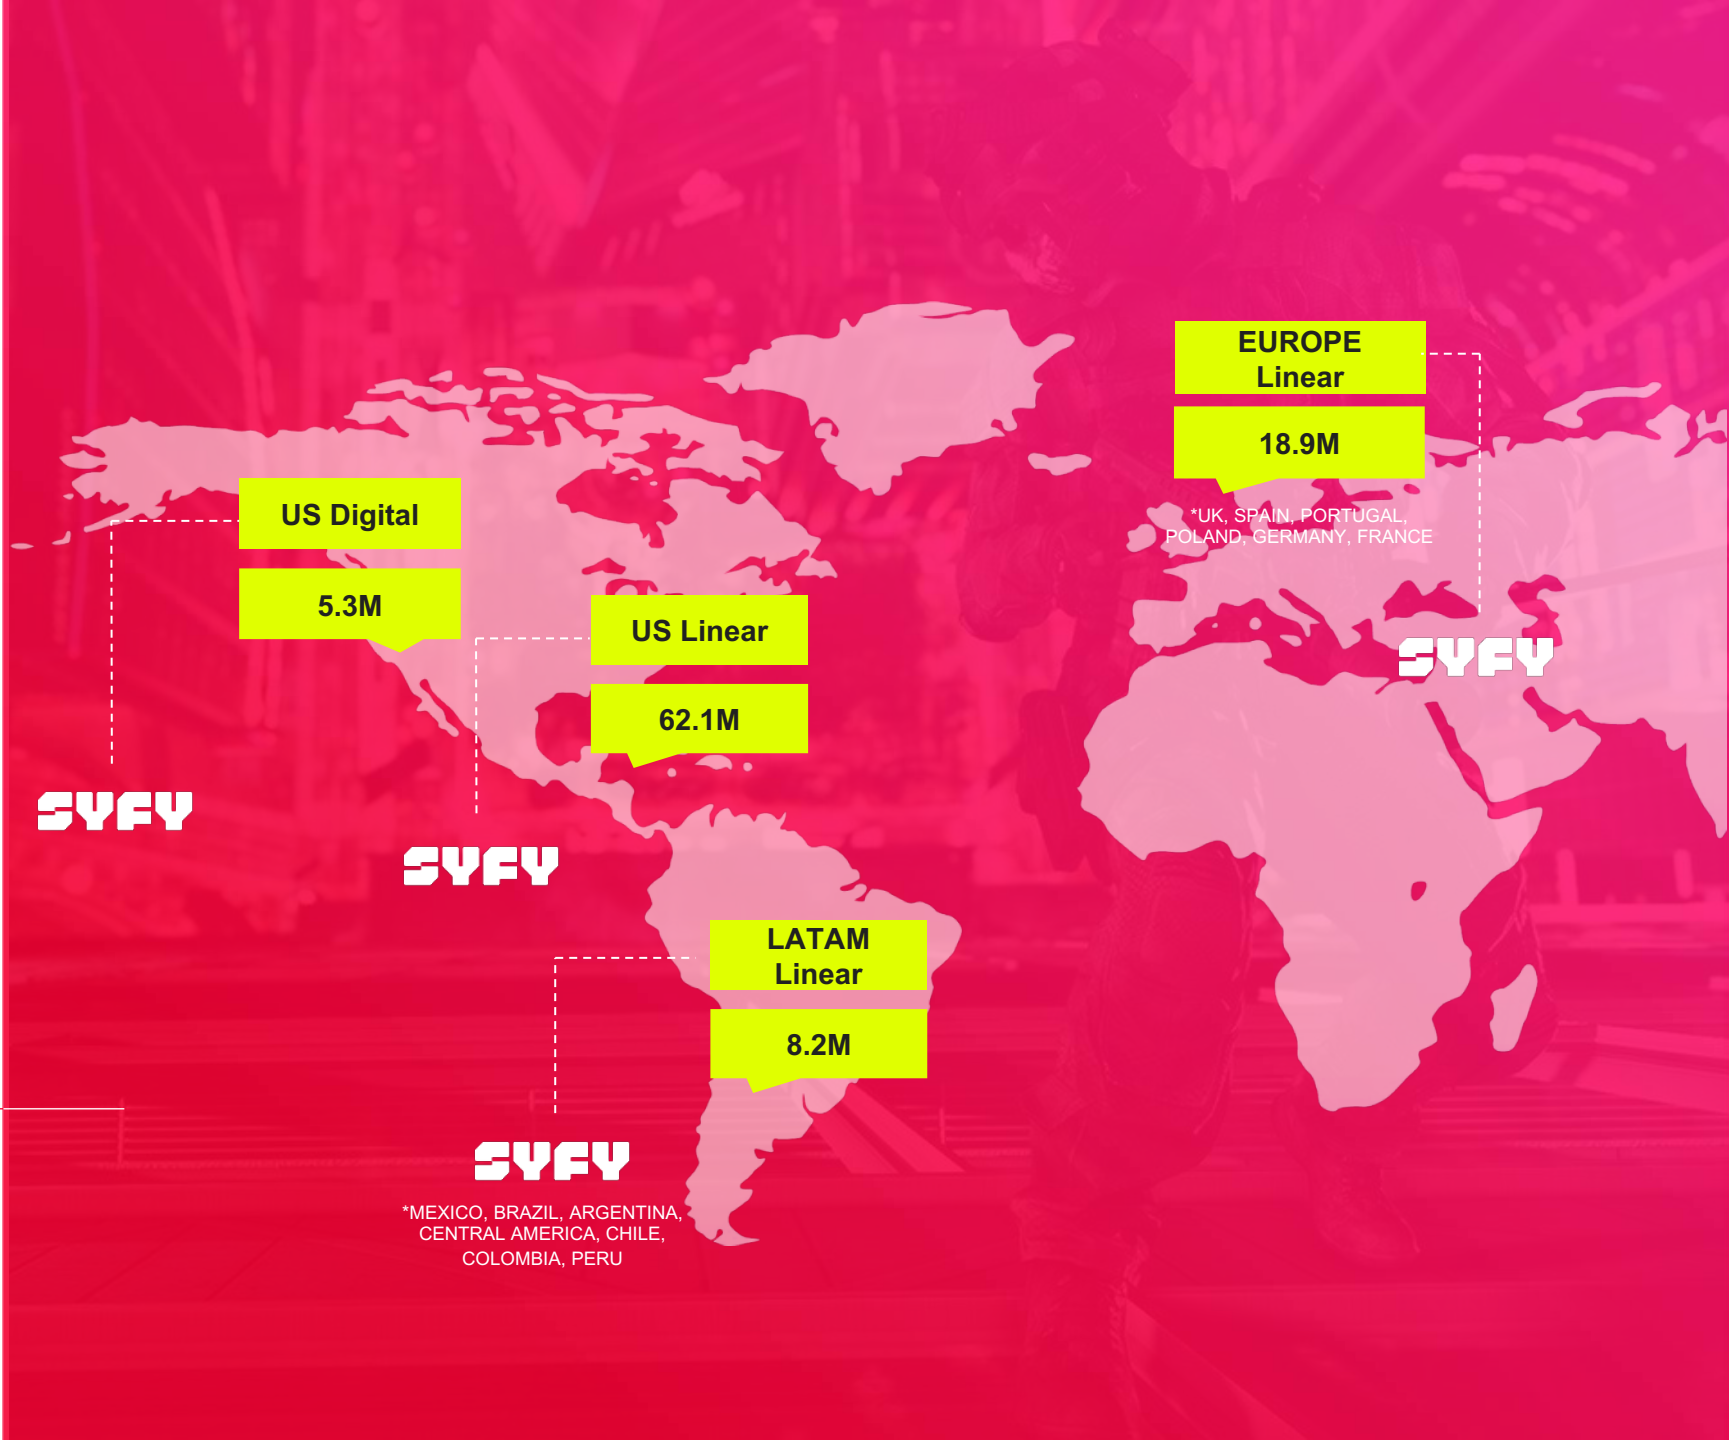 EUROPE
Linear
18.9M
*UK, SPAIN, PORTUGAL,
POLAND, GERMANY, FRANCE
SYFY
US Digital
5.3M
SYFY
US Linear
62.1M
SYFY
LATAM
Linear
8.2M
SYFY
*MEXICO, BRAZIL, ARGENTINA,
CENTRAL AMERICA, CHILE,
COLOMBIA, PERU